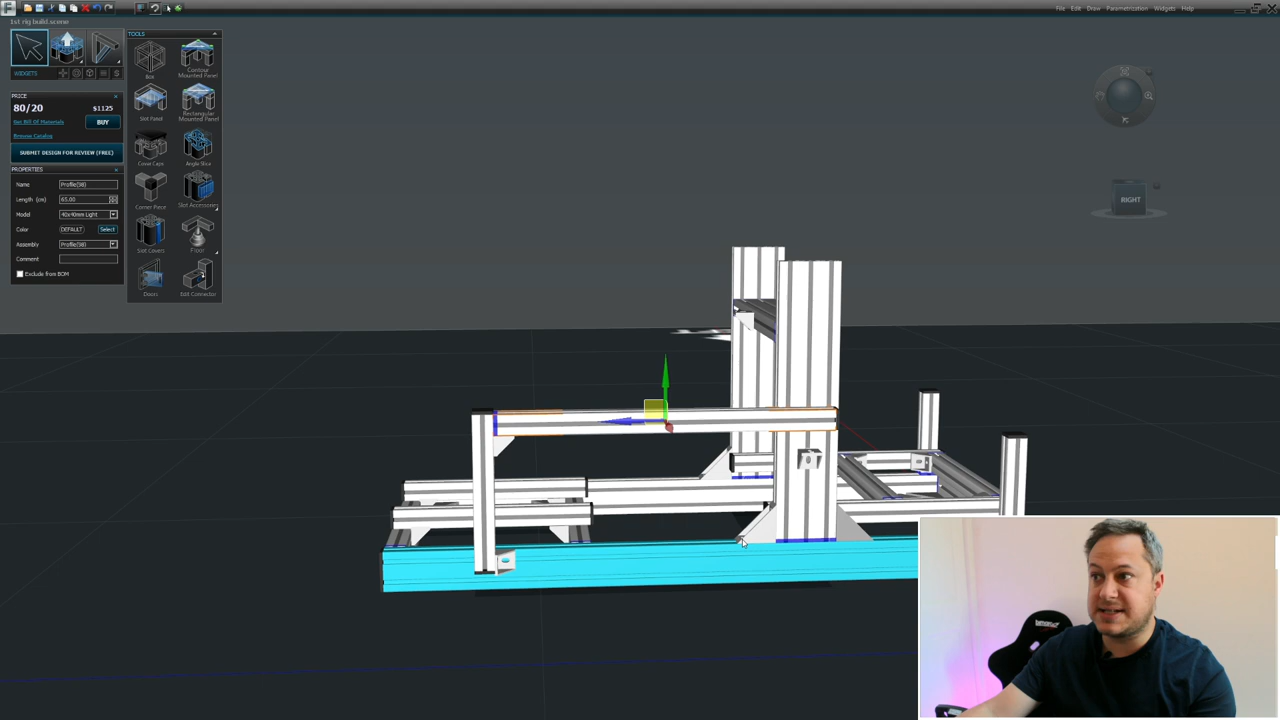 F
File Edit Draw Parametrization Widgets Help
1st rig build.scene
WIDGETS
TOOLS
Box
Contour Mounted Panel
Slot Panel
Rectangular Mounted Panel
Cover Caps
Angle Slice
Corner Piece
Slot Accessories
Slot Covers
Floor
Doors
Edit Connector
PRICE
80/20 $1125
Get Bill Of Materials BUY
Browse Catalog
SUBMIT DESIGN FOR REVIEW (FREE)
PROPERTIES
Name Profile(98)
Length (cm) 65.00
Model 40x40mm Light
Color DEFAULT Select
Assembly Profile(98)
Comment
Exclude from BOM
RIGHT